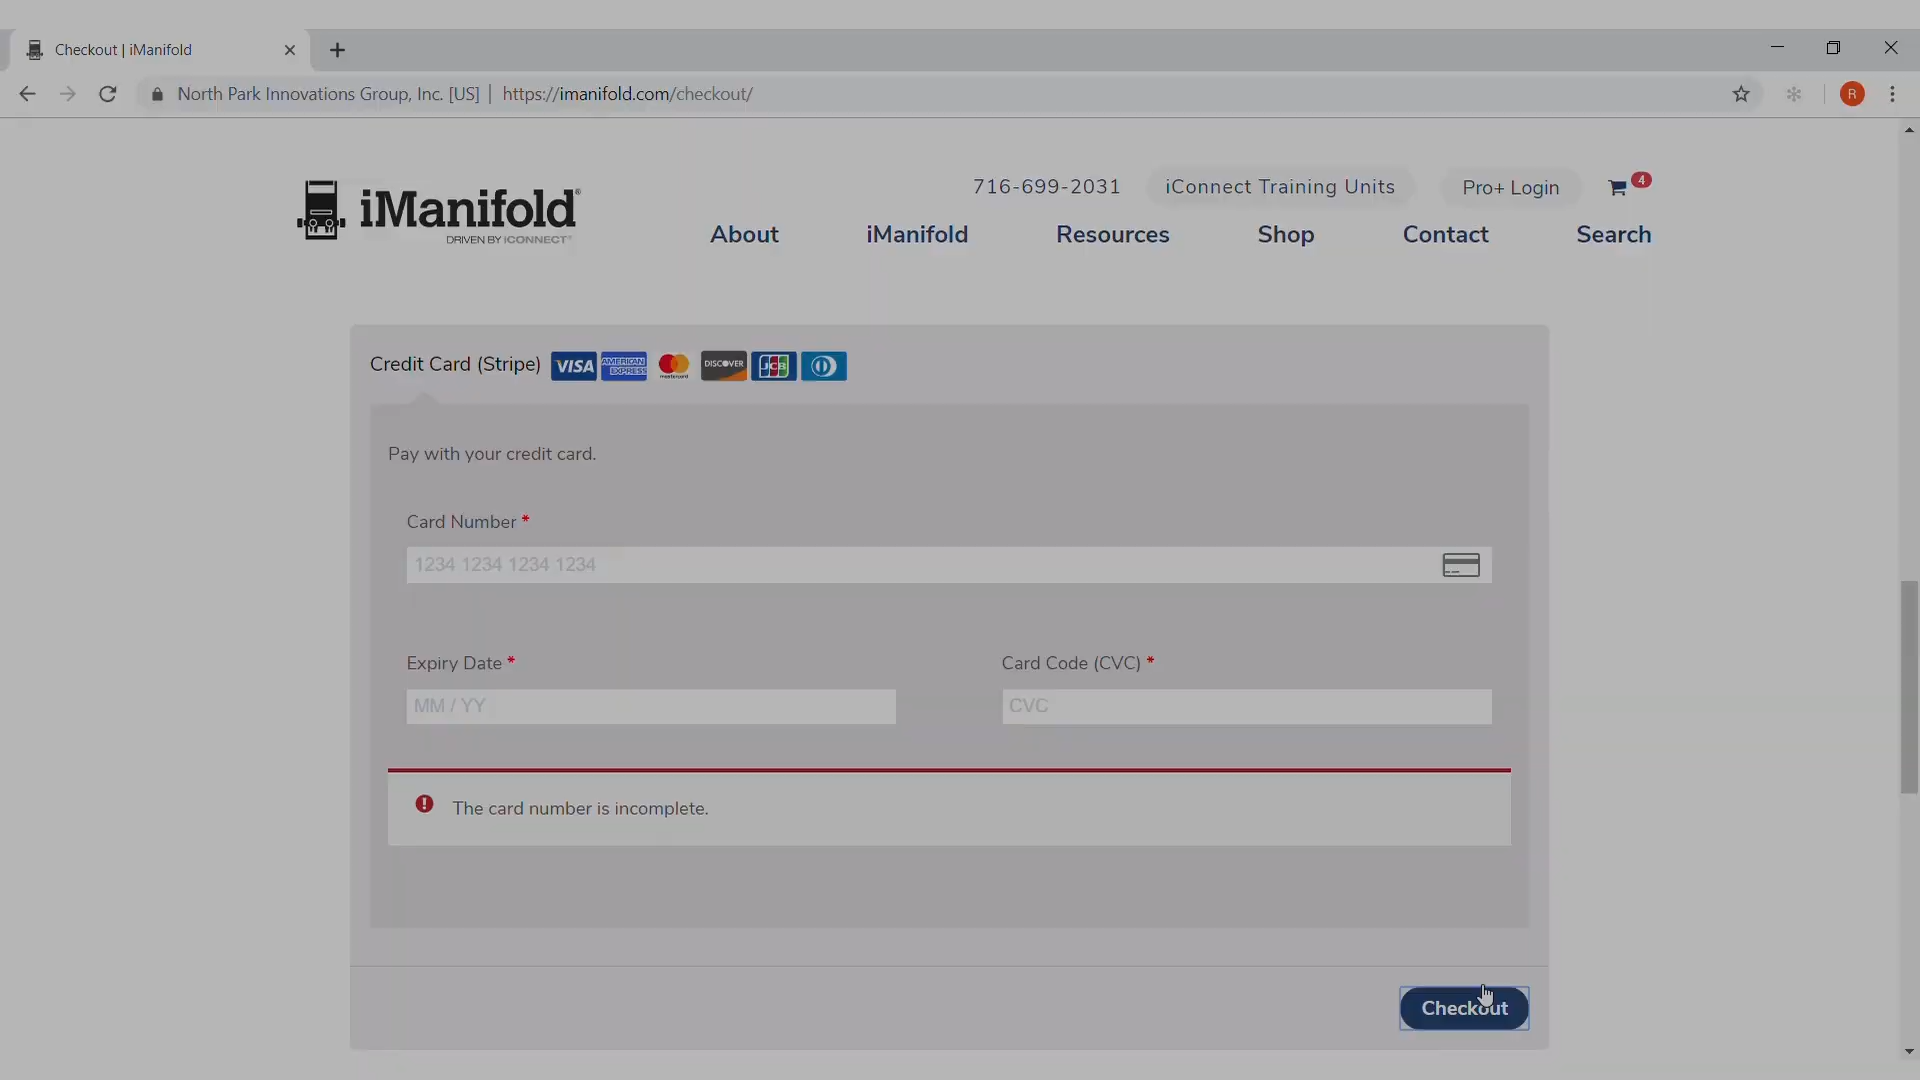 Checkout | iManifold
North Park Innovations Group, Inc. [US] | https://imanifold.com/checkout/
R
716-699-2031 iConnect Training Units Pro+ Login 4
iManifold®
DRIVEN BY iCONNECT®
About iManifold Resources Shop Contact Search
Credit Card (Stripe) VISA AMERICAN EXPRESS mastercard DISCOVER JCB
Pay with your credit card.
Card Number *
1234 1234 1234 1234
Expiry Date * Card Code (CVC) *
MM / YY CVC
The card number is incomplete.
Checkout